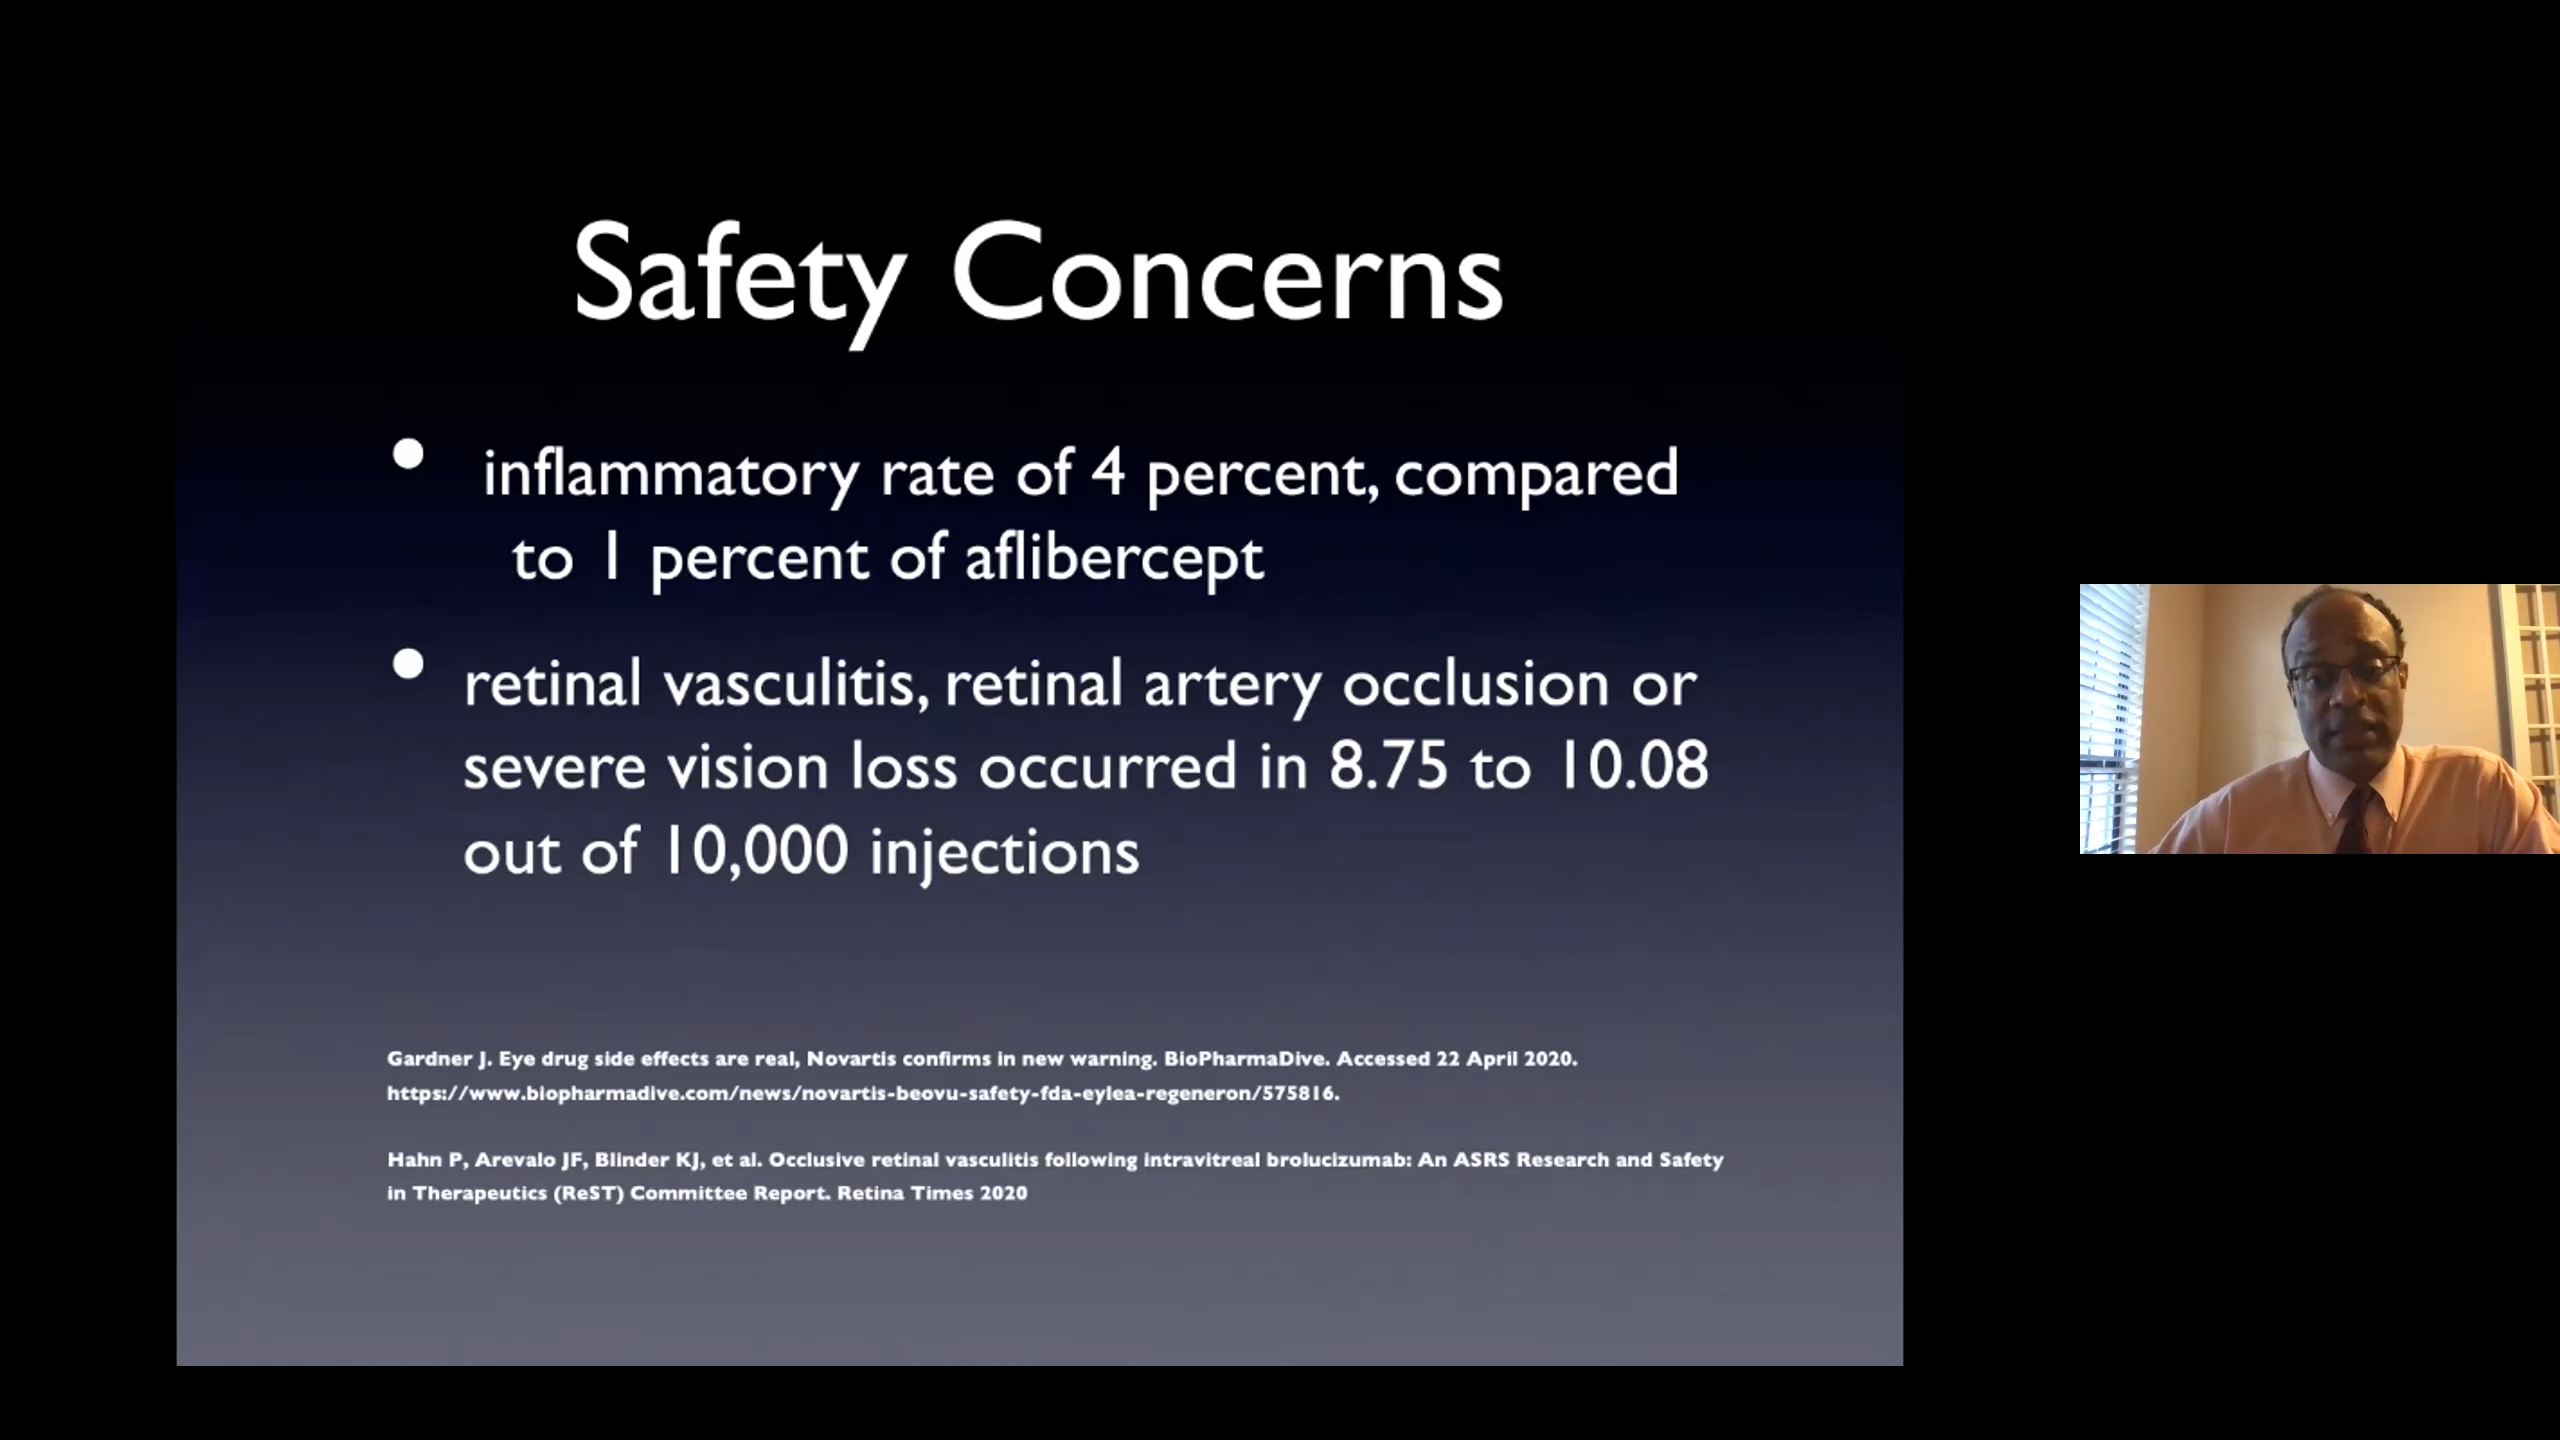 Safety Concerns
• inflammatory rate of 4 percent, compared
to 1 percent of aflibercept
• retinal vasculitis, retinal artery occlusion or
severe vision loss occurred in 8.75 to 10.08
out of 10,000 injections
Gardner J. Eye drug side effects are real, Novartis confirms in new warning. BioPharmaDive. Accessed 22 April 2020.
https://www.biopharmadive.com/news/novartis-beovu-safety-fda-eylea-regeneron/575816.
Hahn P, Arevalo JF, Blinder KJ, et al. Occlusive retinal vasculitis following intravitreal brolucizumab: An ASRS Research and Safety
in Therapeutics (ReST) Committee Report. Retina Times 2020